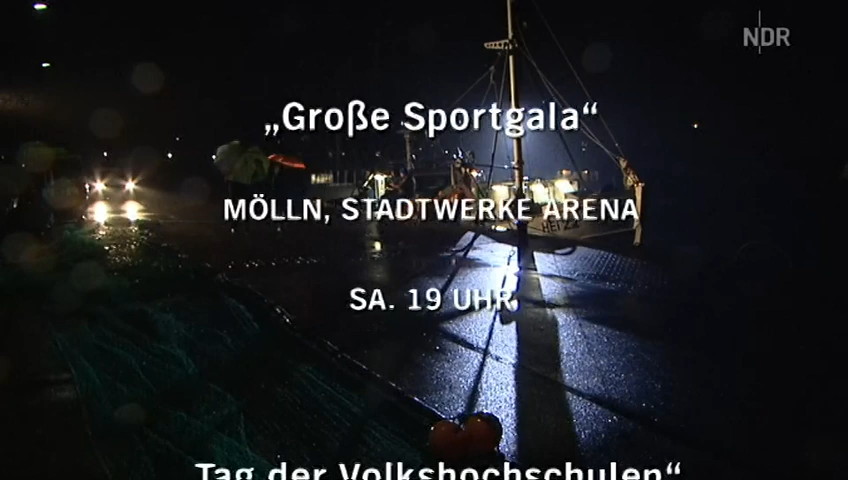 NDR
„Große Sportgala“
MÖLLN, STADTWERKE ARENA
SA. 19 UHR
Tag der Volkshochschulen“